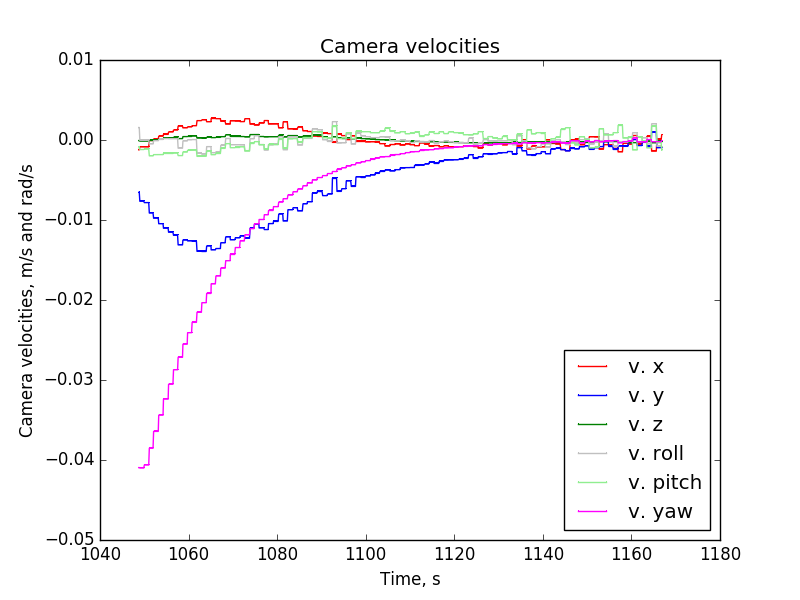 Camera velocities
0.01
0.00
−0.01
−0.02
−0.03
−0.04
−0.05
Camera velocities, m/s and rad/s
v. x
v. y
v. z
v. roll
v. pitch
v. yaw
1040 1060 1080 1100 1120 1140 1160 1180
Time, s